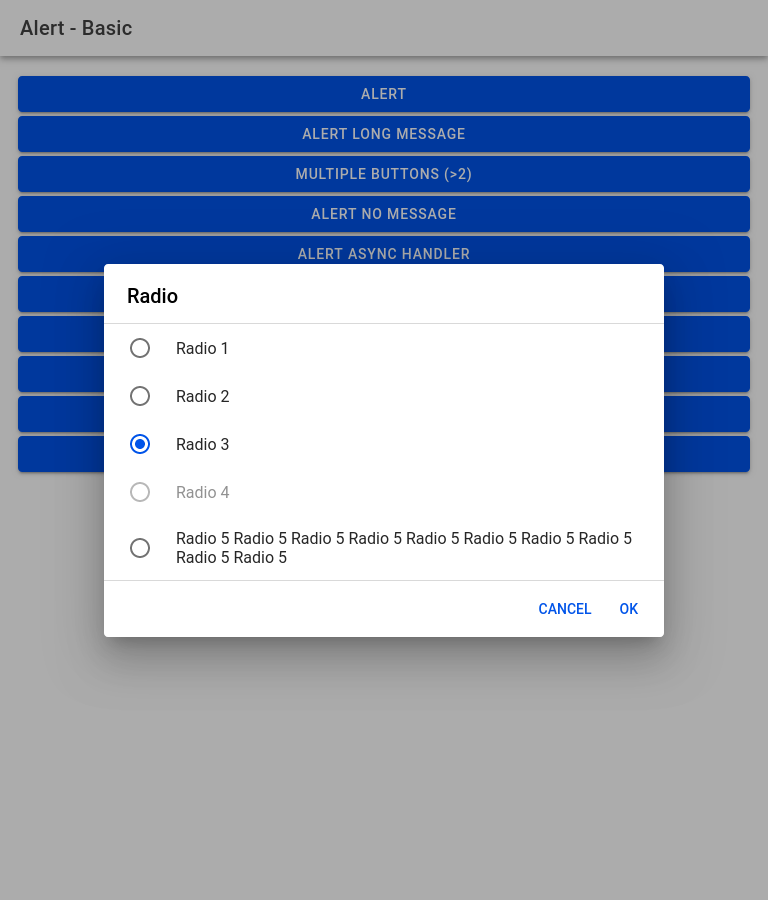 Alert - Basic
ALERT
ALERT LONG MESSAGE
MULTIPLE BUTTONS (>2)
ALERT NO MESSAGE
ALERT ASYNC HANDLER
Radio
Radio 1
Radio 2
Radio 3
Radio 4
Radio 5 Radio 5 Radio 5 Radio 5 Radio 5 Radio 5 Radio 5 Radio 5
Radio 5 Radio 5
CANCEL OK